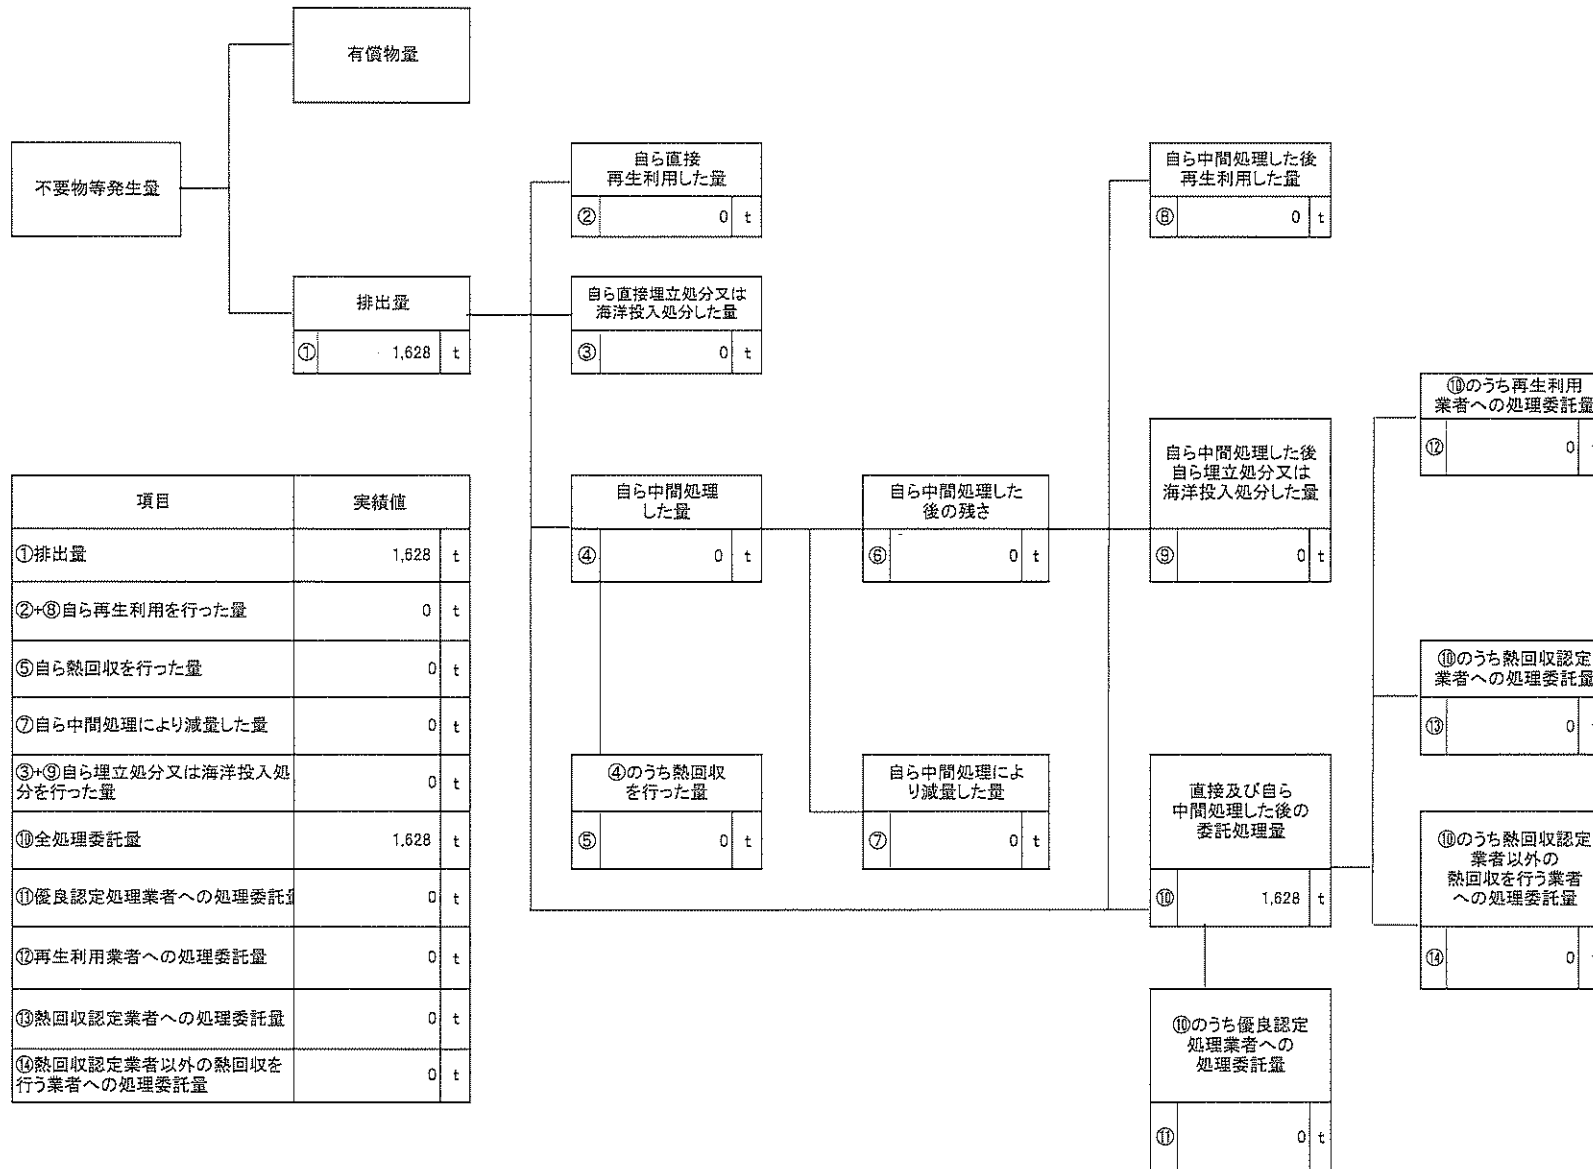 有償物量
不要物等発生量
排出量
① 1,628 t
自ら直接
再生利用した量
② 0 t
自ら直接埋立処分又は
海洋投入処分した量
③ 0 t
自ら中間処理
した量
④ 0 t
④のうち熱回収
を行った量
⑤ 0 t
自ら中間処理した
後の残さ
⑥ 0 t
自ら中間処理によ
り減量した量
⑦ 0 t
自ら中間処理した後
再生利用した量
⑧ 0 t
自ら中間処理した後
自ら埋立処分又は
海洋投入処分した量
⑨ 0 t
直接及び自ら
中間処理した後の
委託処理量
⑩ 1,628 t
⑩のうち優良認定
処理業者への
処理委託量
⑪ 0 t
⑩のうち再生利用
業者への処理委託量
⑫ 0
⑩のうち熱回収認定
業者への処理委託量
⑬ 0
⑩のうち熱回収認定
業者以外の
熱回収を行う業者
への処理委託量
⑭ 0
項目 実績値
①排出量 1,628 t
②+⑧自ら再生利用を行った量 0 t
⑤自ら熱回収を行った量 0 t
⑦自ら中間処理により減量した量 0 t
③+⑨自ら埋立処分又は海洋投入処
分を行った量 0 t
⑩全処理委託量 1,628 t
⑪優良認定処理業者への処理委託量 0 t
⑫再生利用業者への処理委託量 0 t
⑬熱回収認定業者への処理委託量 0 t
⑭熱回収認定業者以外の熱回収を
行う業者への処理委託量 0 t